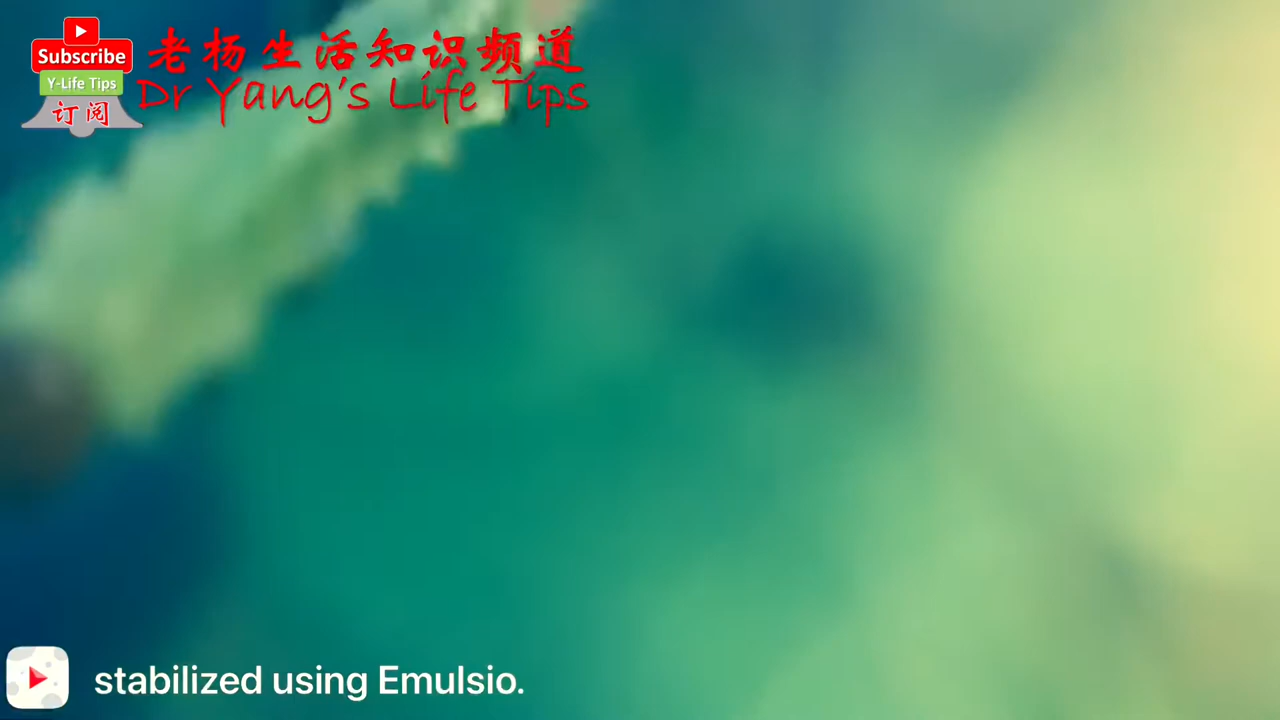 Subscribe
Y-Life Tips
订阅
老杨生活知识频道
Dr Yang's Life Tips
stabilized using Emulsio.